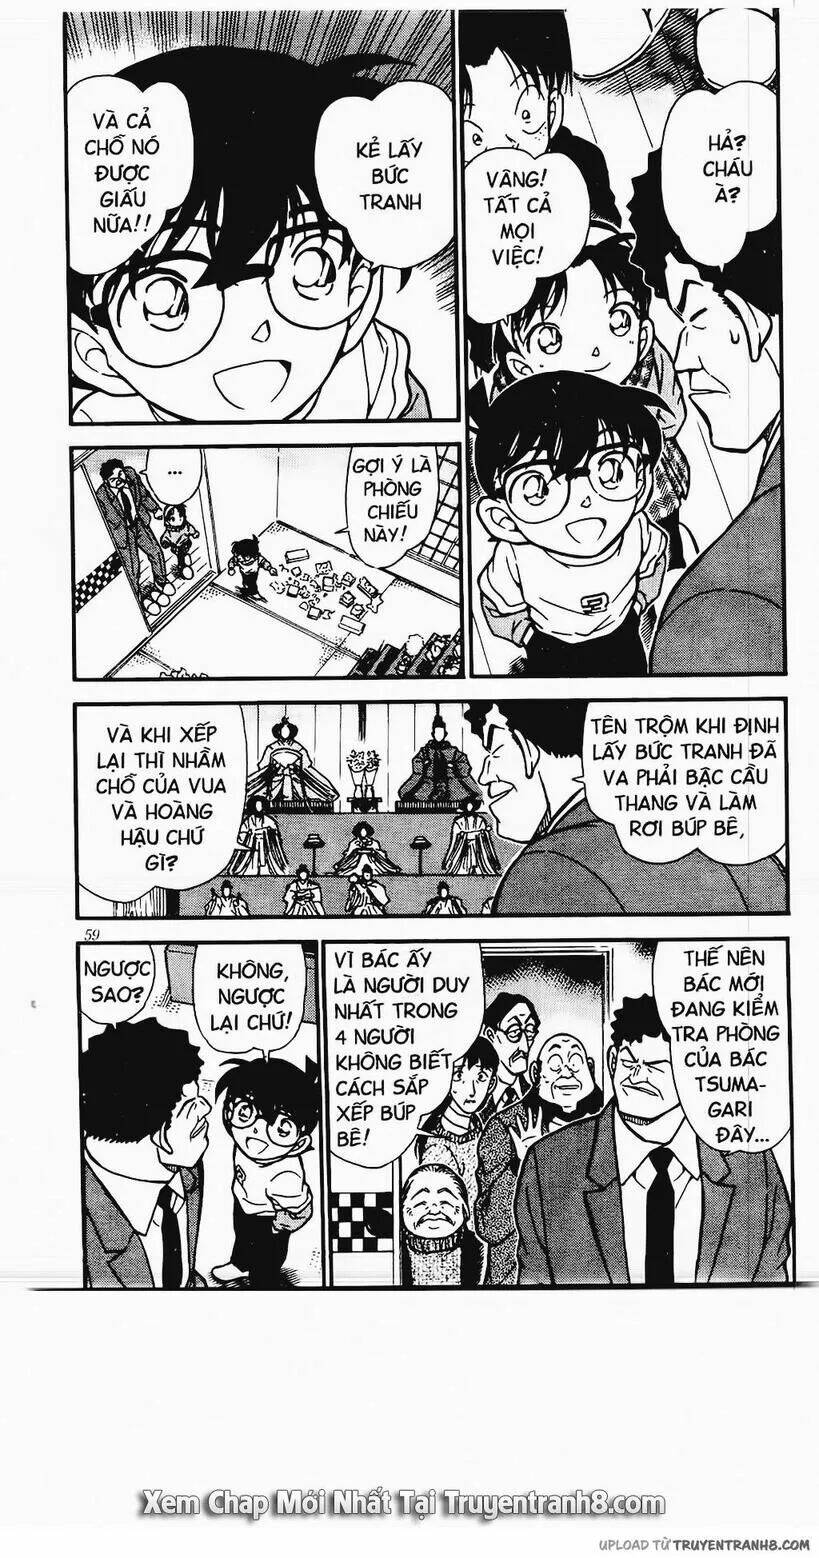 HẢ?
CHÁU
À?
VÂNG!
TẤT CẢ
MỌI
VIỆC!
KẺ LẤY
BỨC
TRANH
VÀ CẢ
CHỖ NÓ
ĐƯỢC
GIẤU
NỮA!!
GỢI Ý LÀ
PHÒNG
CHIẾU
NÀY!
...
TÊN TRỘM KHI ĐỊNH
LẤY BỨC TRANH ĐÃ
VA PHẢI BẬC CẦU
THANG VÀ LÀM
RƠI BÚP BÊ,
VÀ KHI XẾP
LẠI THÌ NHẦM
CHỖ CỦA VUA
VÀ HOÀNG
HẬU CHỨ
GÌ?
59
THẾ NÊN
BÁC MỚI
ĐANG KIỂM
TRA PHÒNG
CỦA BÁC
TSUMA-
GARI
ĐÂY...
VÌ BÁC ẤY
LÀ NGƯỜI DUY
NHẤT TRONG
4 NGƯỜI
KHÔNG BIẾT
CÁCH SẮP
XẾP BÚP
BÊ!
KHÔNG,
NGƯỢC
LẠI CHỨ!
NGƯỢC
SAO?
Xem Chap Mới Nhất Tại Truyentranh8.com
UPLOAD TỪ TRUYENTRANH8.COM